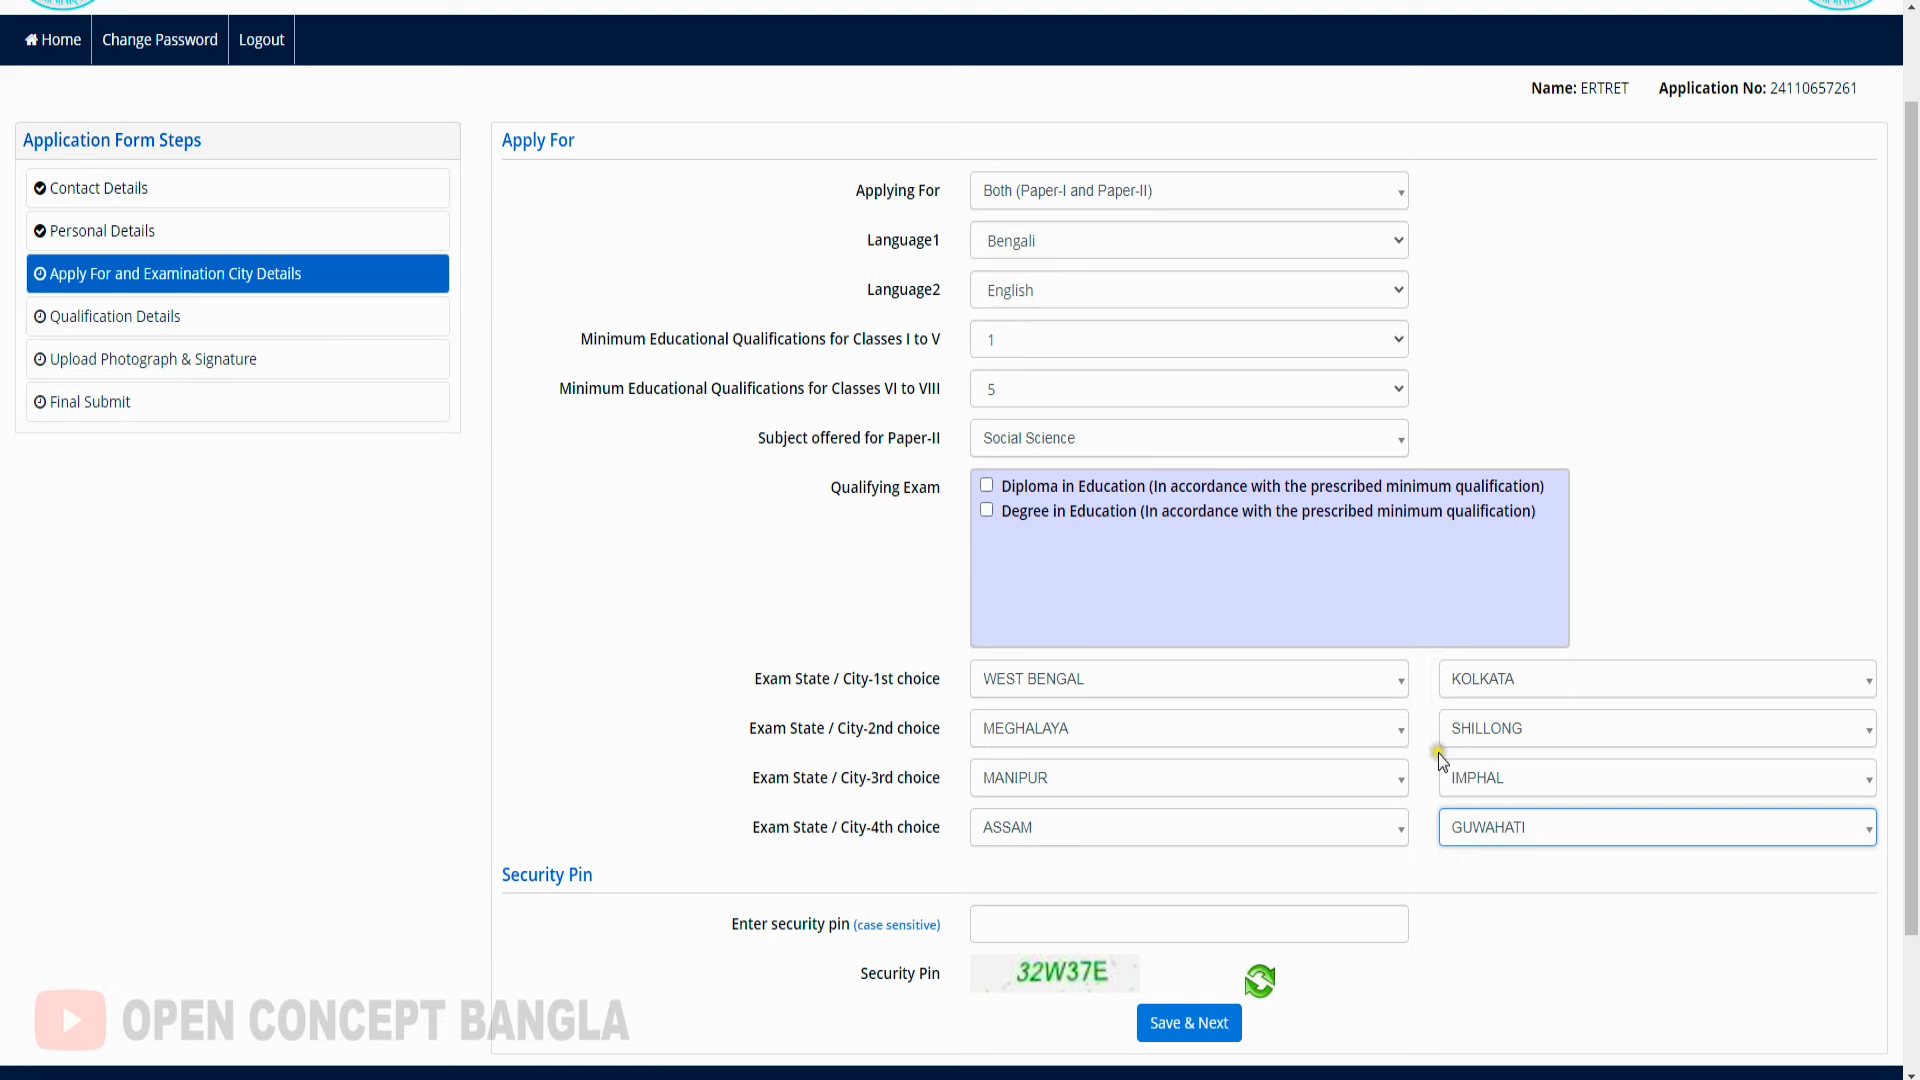 Home Change Password Logout
Name: ERTRET Application No: 24110657261
Application Form Steps
Contact Details
Personal Details
Apply For and Examination City Details
Qualification Details
Upload Photograph & Signature
Final Submit
Apply For
Applying For Both (Paper-I and Paper-II)
Language1 Bengali
Language2 English
Minimum Educational Qualifications for Classes I to V 1
Minimum Educational Qualifications for Classes VI to VIII 5
Subject offered for Paper-II Social Science
Qualifying Exam Diploma in Education (In accordance with the prescribed minimum qualification)
Degree in Education (In accordance with the prescribed minimum qualification)
Exam State / City-1st choice WEST BENGAL KOLKATA
Exam State / City-2nd choice MEGHALAYA SHILLONG
Exam State / City-3rd choice MANIPUR IMPHAL
Exam State / City-4th choice ASSAM GUWAHATI
Security Pin
Enter security pin (case sensitive)
Security Pin 32W37E
Save & Next
OPEN CONCEPT BANGLA